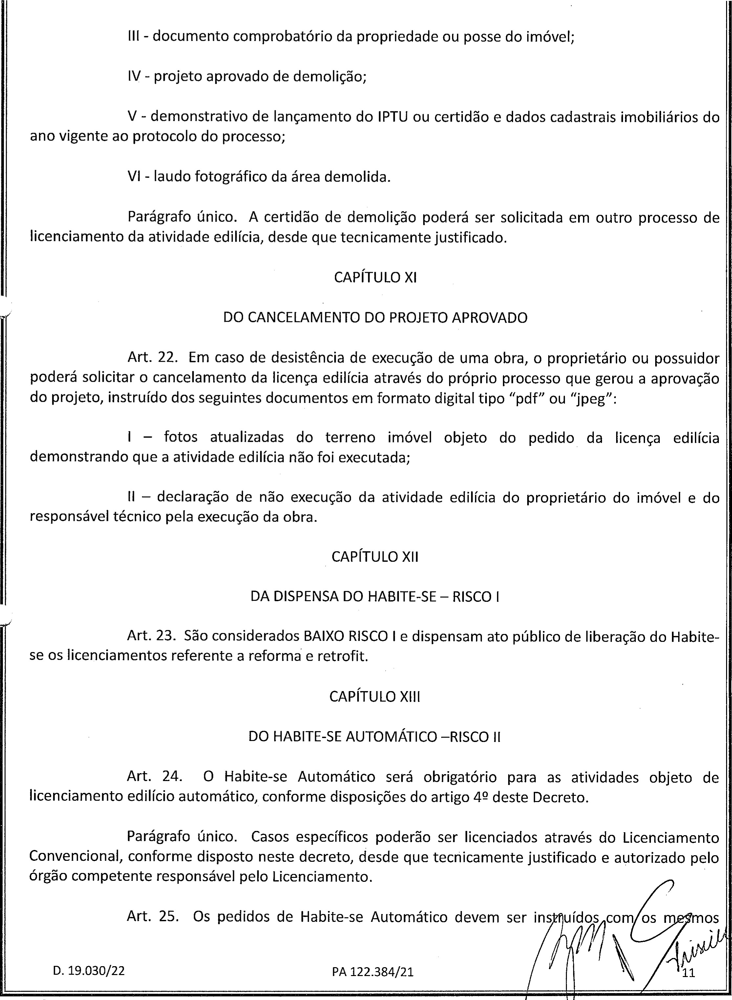 III - documento comprobatório da propriedade ou posse do imóvel;
IV - projeto aprovado de demolição;
V - demonstrativo de lançamento do IPTU ou certidão e dados cadastrais imobiliários do
ano vigente ao protocolo do processo;
VI - laudo fotográfico da área demolida.
Parágrafo único. A certidão de demolição poderá ser solicitada em outro processo de
licenciamento da atividade edilícia, desde que tecnicamente justificado.
CAPÍTULO XI
DO CANCELAMENTO DO PROJETO APROVADO
Art. 22. Em caso de desistência de execução de uma obra, o proprietário ou possuidor
poderá solicitar o cancelamento da licença edilícia através do próprio processo que gerou a aprovação
do projeto, instruído dos seguintes documentos em formato digital tipo “pdf” ou “jpeg”:
I – fotos atualizadas do terreno imóvel objeto do pedido da licença edilícia
demonstrando que a atividade edilícia não foi executada;
II – declaração de não execução da atividade edilícia do proprietário do imóvel e do
responsável técnico pela execução da obra.
CAPÍTULO XII
DA DISPENSA DO HABITE-SE – RISCO I
Art. 23. São considerados BAIXO RISCO I e dispensam ato público de liberação do Habite-
se os licenciamentos referente a reforma e retrofit.
CAPÍTULO XIII
DO HABITE-SE AUTOMÁTICO –RISCO II
Art. 24. O Habite-se Automático será obrigatório para as atividades objeto de
licenciamento edilício automático, conforme disposições do artigo 4º deste Decreto.
Parágrafo único. Casos específicos poderão ser licenciados através do Licenciamento
Convencional, conforme disposto neste decreto, desde que tecnicamente justificado e autorizado pelo
órgão competente responsável pelo Licenciamento.
Art. 25. Os pedidos de Habite-se Automático devem ser instruídos com os mesmos
D. 19.030/22 PA 122.384/21 11